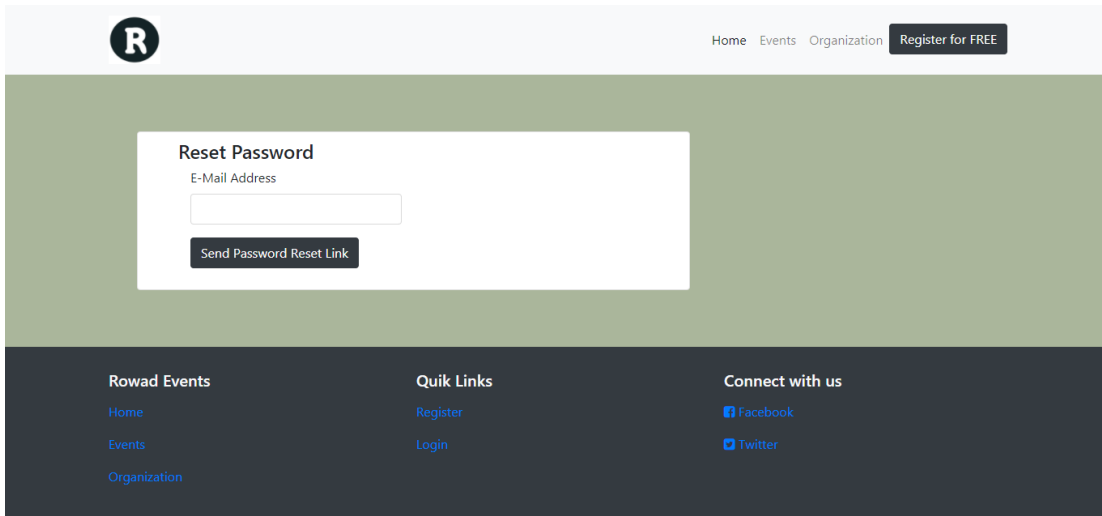 R
Home Events Organization Register for FREE
Reset Password
E-Mail Address
Send Password Reset Link
Rowad Events Quik Links Connect with us
Home Register Facebook
Events Login Twitter
Organization